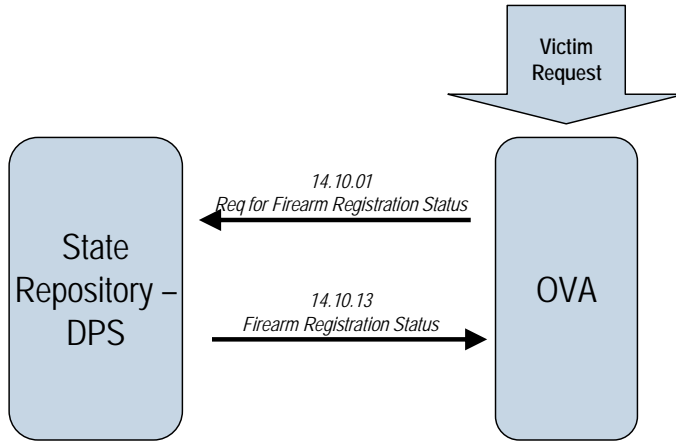 Victim
Request
14.10.01
Req for Firearm Registration Status
State
Repository –
DPS
OVA
14.10.13
Firearm Registration Status